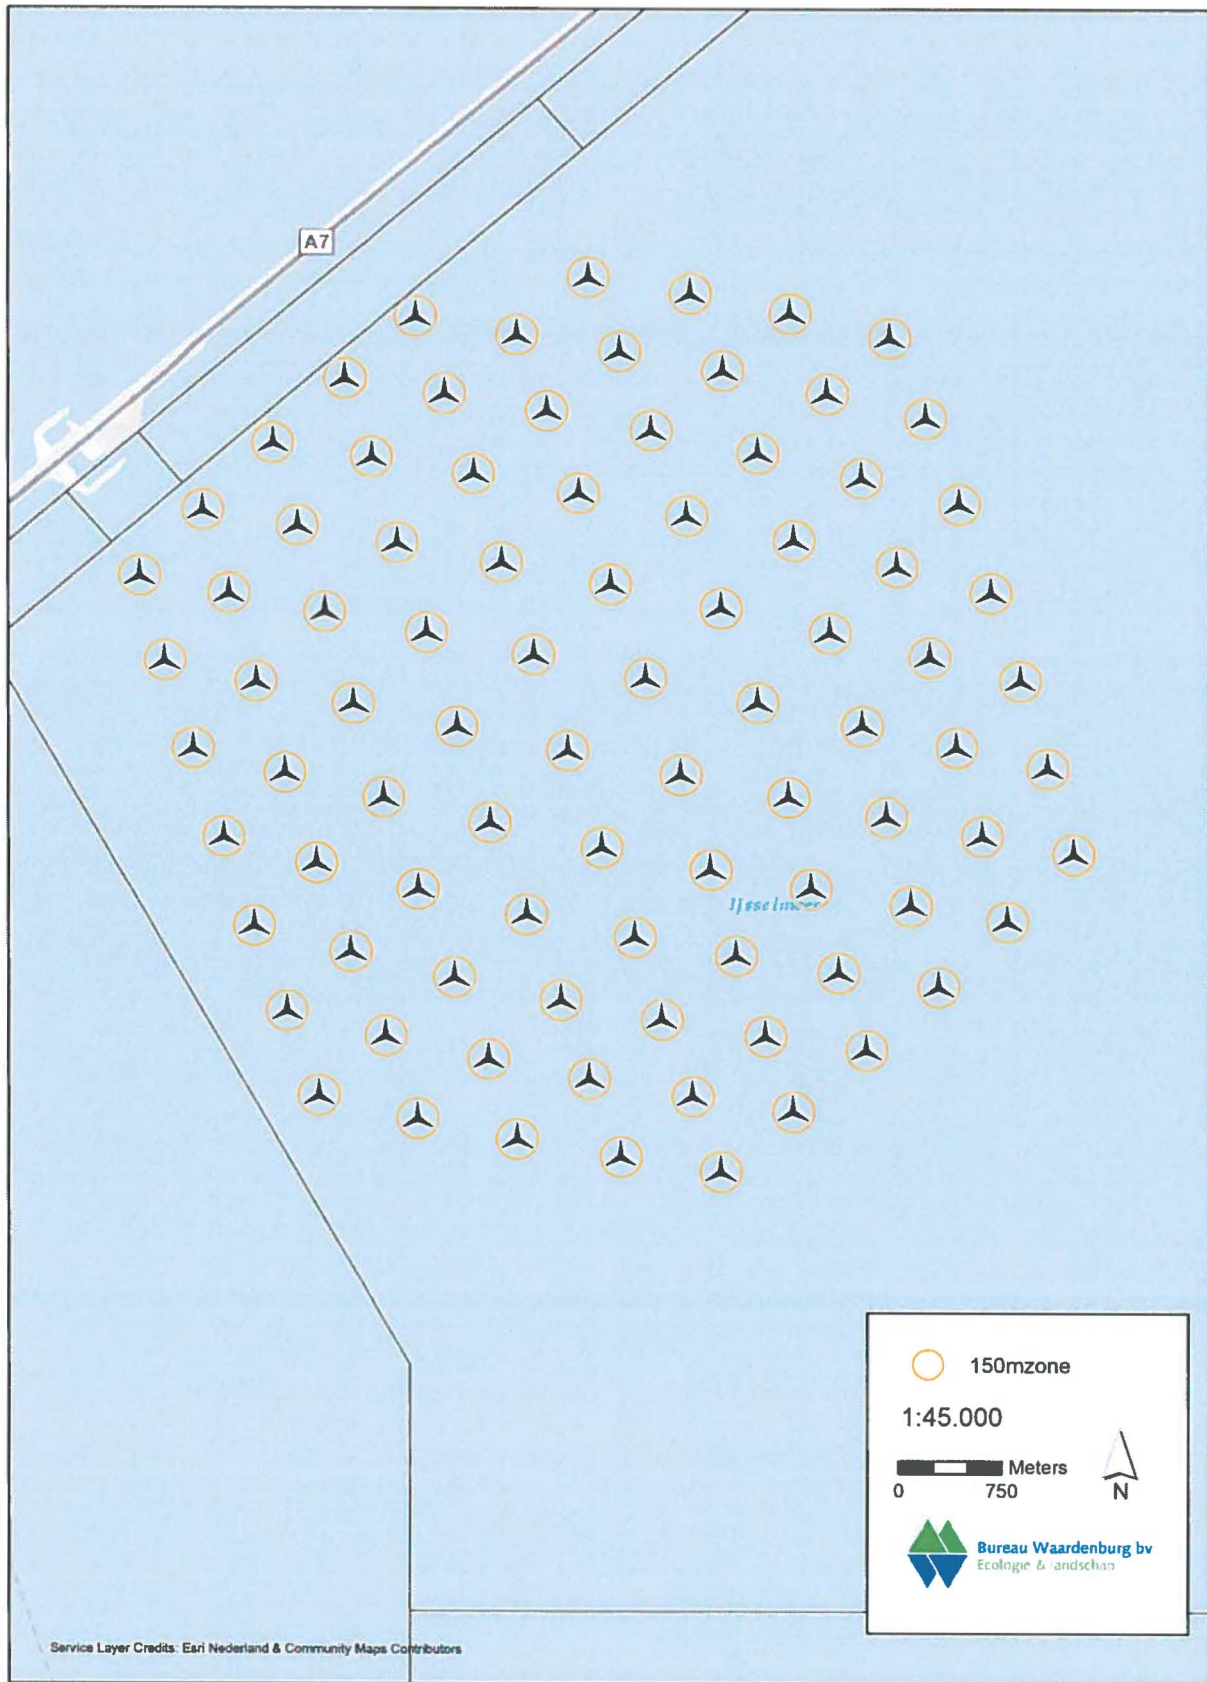 A7
IJsselmeer
150mzone
1:45.000
Meters
0 750
N
Bureau Waardenburg bv
Ecologie & landschap
Service Layer Credits: Esri Nederland & Community Maps Contributors